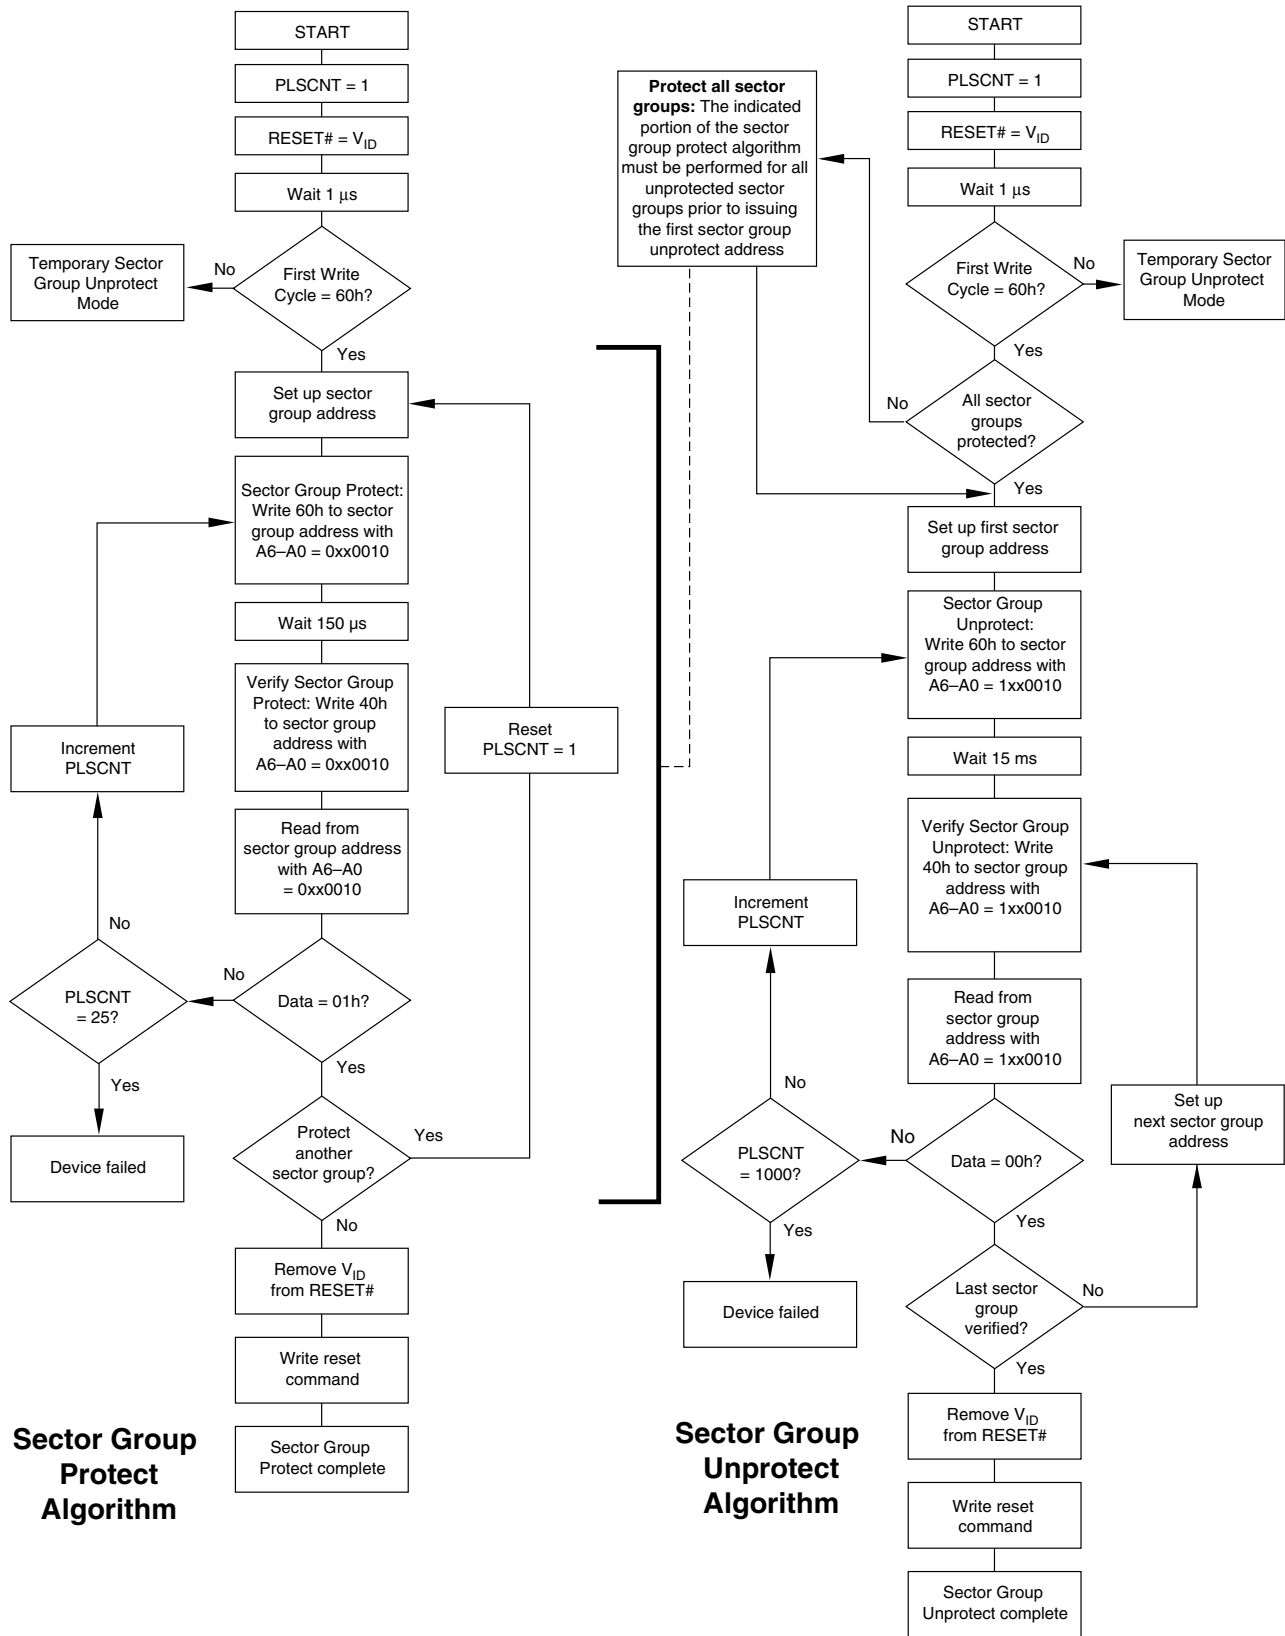 START
PLSCNT = 1
RESET# = VID
Wait 1 μs
First Write
Cycle = 60h?
No
Temporary Sector
Group Unprotect
Mode
Yes
Set up sector
group address
Sector Group Protect:
Write 60h to sector
group address with
A6–A0 = 0xx0010
Wait 150 µs
Verify Sector Group
Protect: Write 40h
to sector group
address with
A6–A0 = 0xx0010
Reset
PLSCNT = 1
Increment
PLSCNT
Read from
sector group address
with A6–A0
= 0xx0010
No
No
Data = 01h?
PLSCNT
= 25?
Yes
Yes
Device failed
Protect
another
sector group?
Yes
No
Remove VID
from RESET#
Write reset
command
Sector Group
Protect complete
Sector Group
Protect
Algorithm
Protect all sector
groups: The indicated
portion of the sector
group protect algorithm
must be performed for all
unprotected sector
groups prior to issuing
the first sector group
unprotect address
START
PLSCNT = 1
RESET# = VID
Wait 1 μs
First Write
Cycle = 60h?
No
Temporary Sector
Group Unprotect
Mode
Yes
All sector
groups
protected?
No
Yes
Set up first sector
group address
Sector Group
Unprotect:
Write 60h to sector
group address with
A6–A0 = 1xx0010
Wait 15 ms
Verify Sector Group
Unprotect: Write
40h to sector group
address with
A6–A0 = 1xx0010
Increment
PLSCNT
Read from
sector group
address with
A6–A0 = 1xx0010
No
Set up
next sector group
address
No
Data = 00h?
PLSCNT
= 1000?
Yes
Yes
Device failed
Last sector
group
verified?
No
Yes
Remove VID
from RESET#
Write reset
command
Sector Group
Unprotect complete
Sector Group
Unprotect
Algorithm